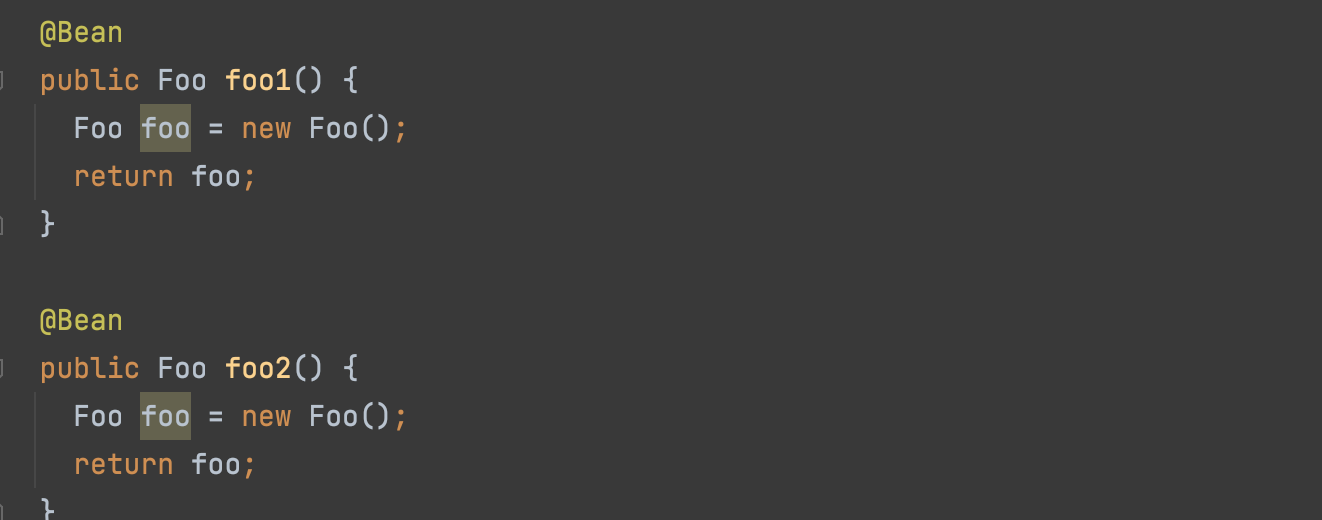 @Bean
public Foo foo1() {
Foo foo = new Foo();
return foo;
}
@Bean
public Foo foo2() {
Foo foo = new Foo();
return foo;
}